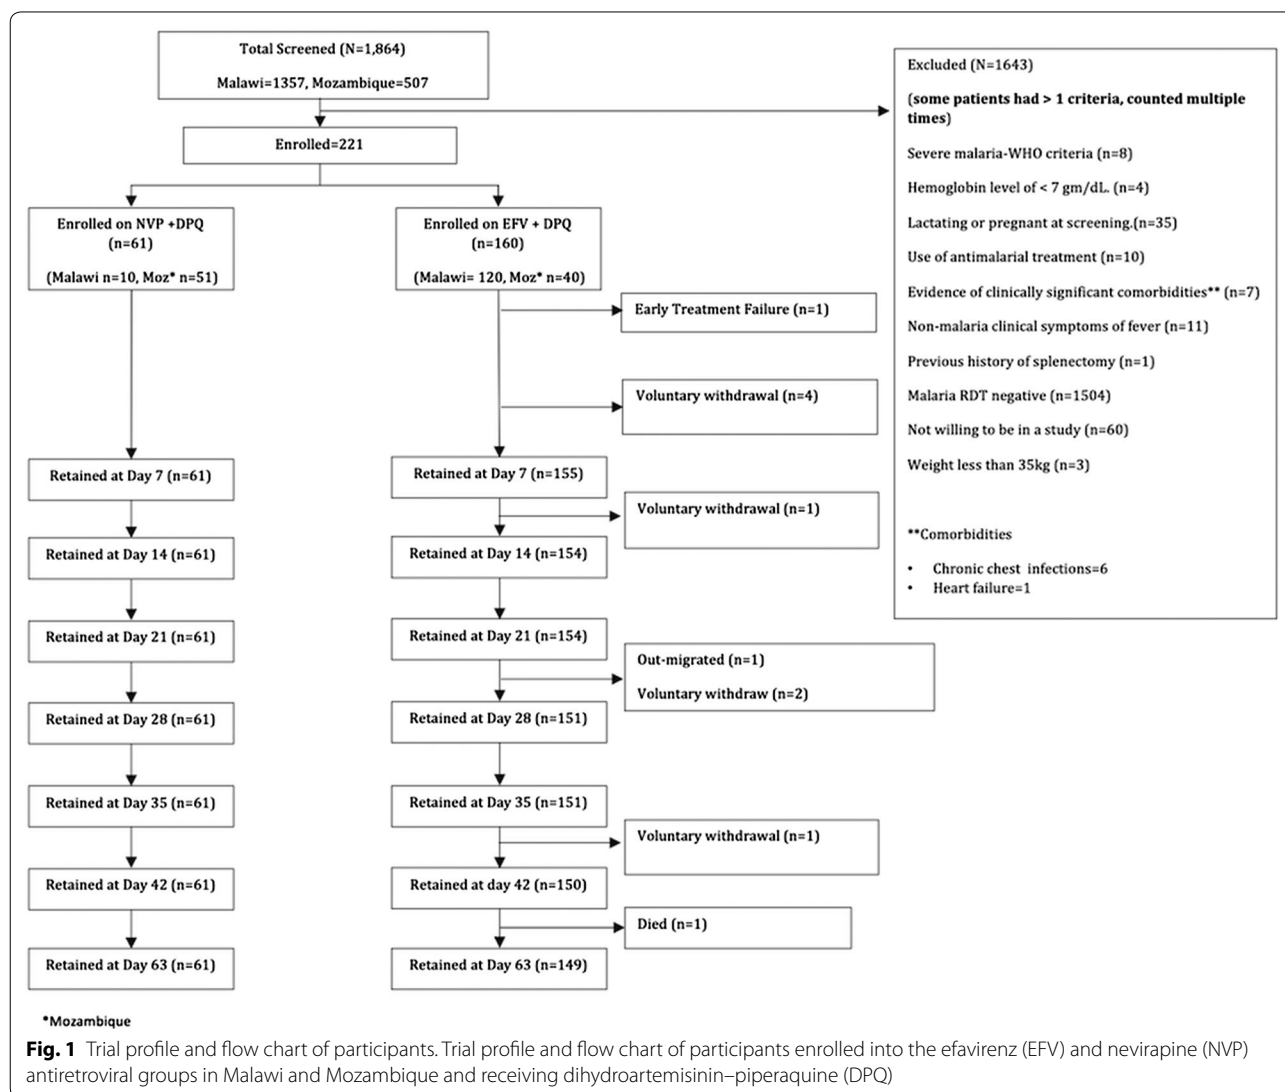 Total Screened (N=1,864)
Malawi=1357, Mozambique=507
Enrolled=221
Enrolled on NVP +DPQ
(n=61)
(Malawi n=10, Moz* n=51)
Enrolled on EFV + DPQ
(n=160)
(Malawi= 120, Moz* n=40)
Early Treatment Failure (n=1)
Voluntary withdrawal (n=4)
Retained at Day 7 (n=61)
Retained at Day 7 (n=155)
Voluntary withdrawal (n=1)
Retained at Day 14 (n=61)
Retained at Day 14 (n=154)
Retained at Day 21 (n=61)
Retained at Day 21 (n=154)
Out-migrated (n=1)
Voluntary withdraw (n=2)
Retained at Day 28 (n=61)
Retained at Day 28 (n=151)
Retained at Day 35 (n=61)
Retained at Day 35 (n=151)
Voluntary withdrawal (n=1)
Retained at Day 42 (n=61)
Retained at day 42 (n=150)
Died (n=1)
Retained at Day 63 (n=61)
Retained at Day 63 (n=149)
Excluded (N=1643)
(some patients had > 1 criteria, counted multiple
times)
Severe malaria-WHO criteria (n=8)
Hemoglobin level of < 7 gm/dL. (n=4)
Lactating or pregnant at screening.(n=35)
Use of antimalarial treatment (n=10)
Evidence of clinically significant comorbidities** (n=7)
Non-malaria clinical symptoms of fever (n=11)
Previous history of splenectomy (n=1)
Malaria RDT negative (n=1504)
Not willing to be in a study (n=60)
Weight less than 35kg (n=3)
**Comorbidities
• Chronic chest infections=6
• Heart failure=1
*Mozambique
Fig. 1 Trial profile and flow chart of participants. Trial profile and flow chart of participants enrolled into the efavirenz (EFV) and nevirapine (NVP)
antiretroviral groups in Malawi and Mozambique and receiving dihydroartemisinin–piperaquine (DPQ)